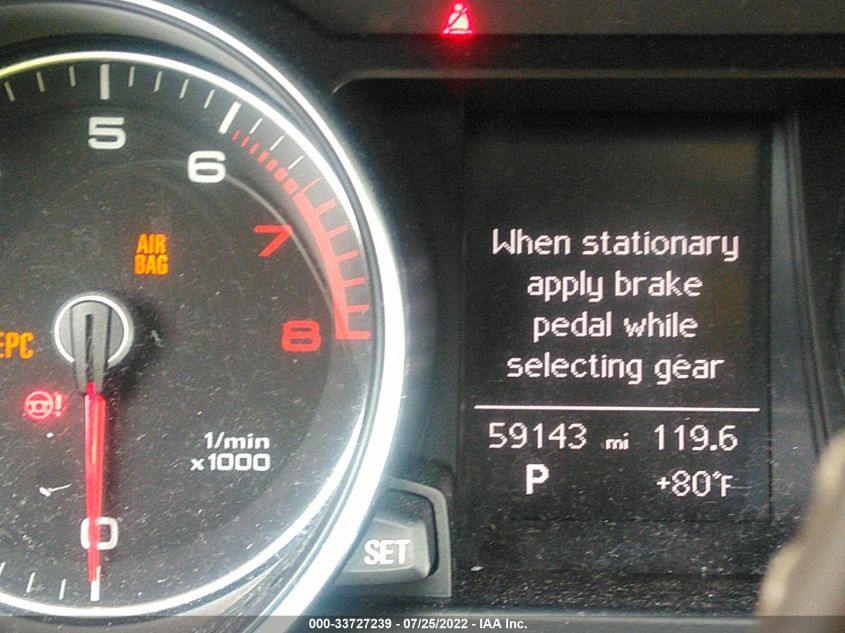 5
6
7
8
AIR
BAG
EPC
1/min
x1000
0
SET
When stationary
apply brake
pedal while
selecting gear
59143 mi 119.6
P +80°F
000-33727239 - 07/25/2022 - IAA Inc.